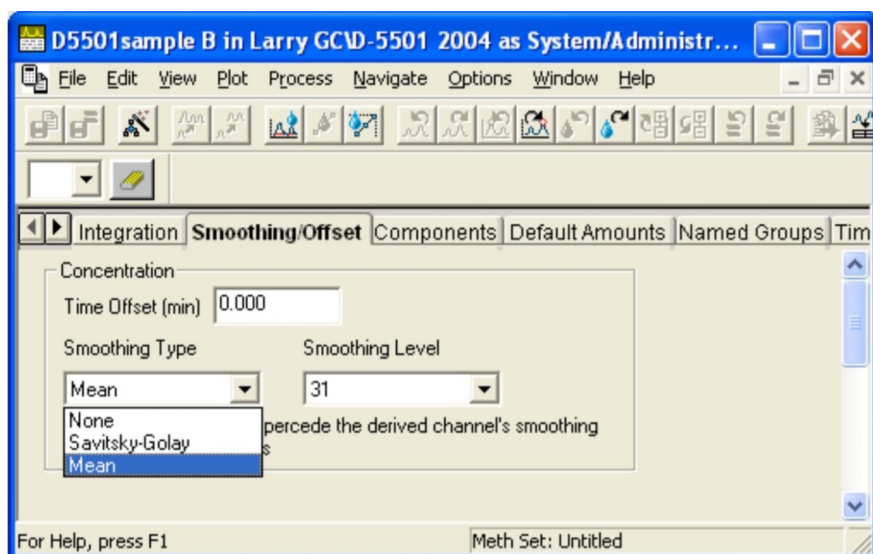 D5501sample B in Larry GC\D-5501 2004 as System/Administr...
File Edit View Plot Process Navigate Options Window Help
Integration Smoothing/Offset Components Default Amounts Named Groups Tim
Concentration
Time Offset (min) 0.000
Smoothing Type Smoothing Level
Mean 31
None
percede the derived channel's smoothing
Savitsky-Golay
Mean
For Help, press F1 Meth Set: Untitled